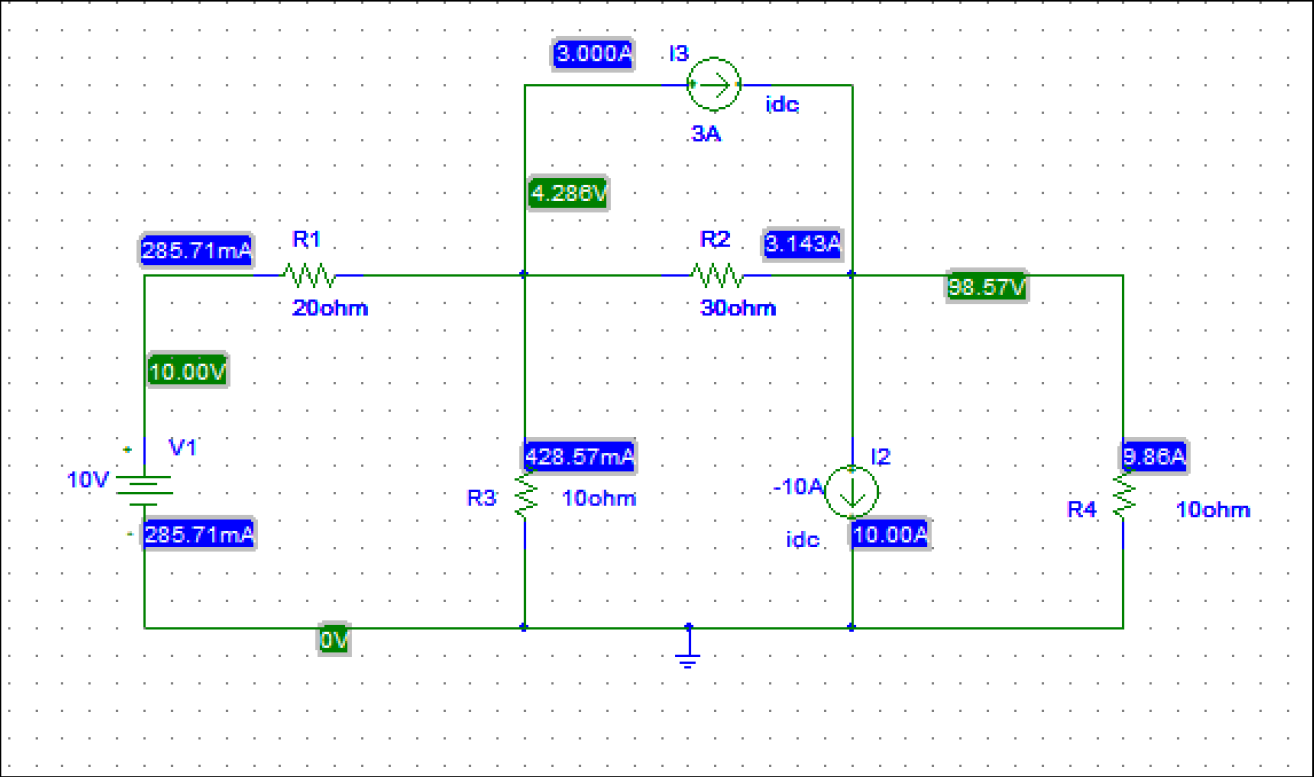 3.000A
I3
idc
3A
4.286V
285.71mA
R1
20ohm
R2
3.143A
30ohm
98.57V
10.00V
+
V1
10V
-
285.71mA
428.57mA
R3
10ohm
I2
-10A
idc
10.00A
9.86A
R4
10ohm
0V